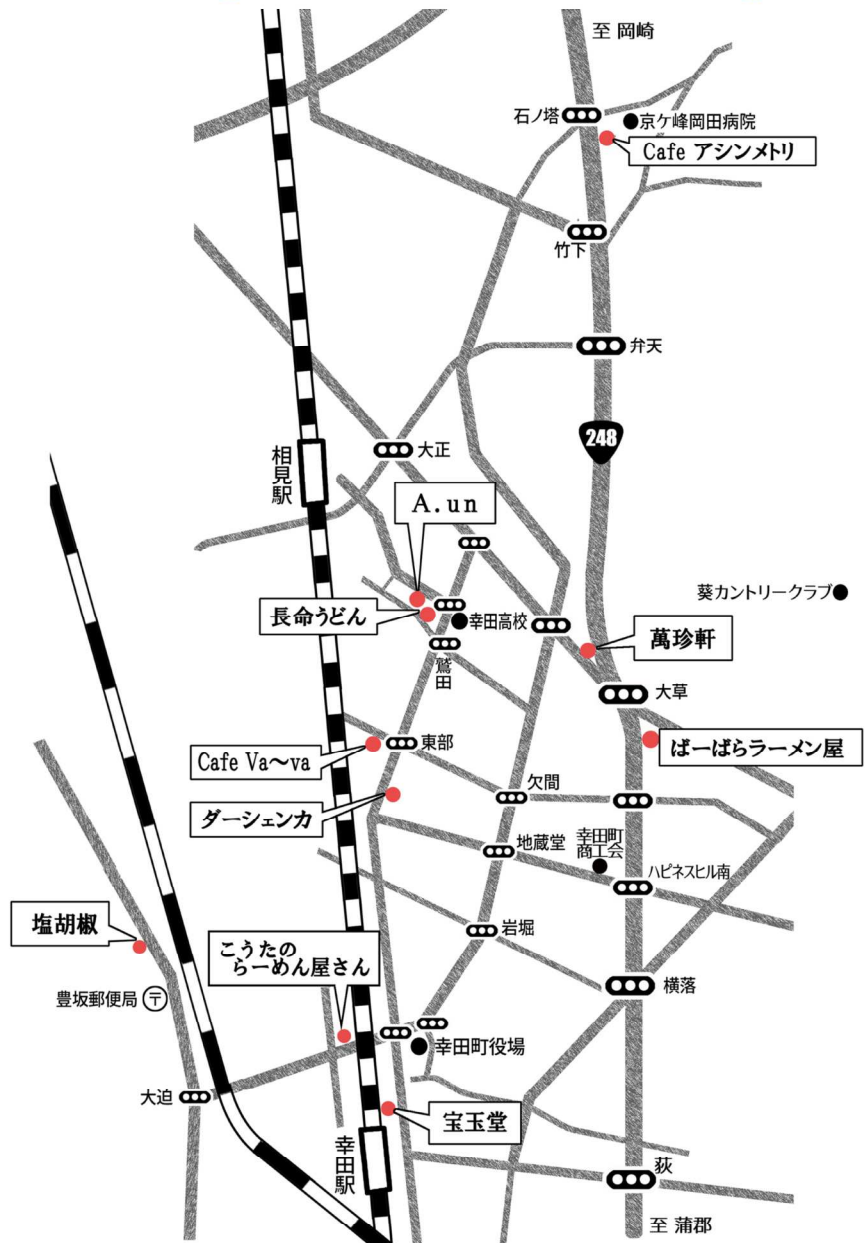 至 岡崎
石ノ塔
京ケ峰岡田病院
Cafe アシンメトリ
竹下
弁天
248
大正
相見駅
A.un
葵カントリークラブ
長命うどん
幸田高校
萬珍軒
鷲田
大草
東部
Cafe Va〜va
ばーばらラーメン屋
欠間
ダーシェンカ
地蔵堂
幸田町
商工会
ハピネスヒル南
塩胡椒
岩堀
こうたの
らーめん屋さん
豊坂郵便局
〒
横落
幸田町役場
大迫
宝玉堂
幸田駅
荻
至 蒲郡